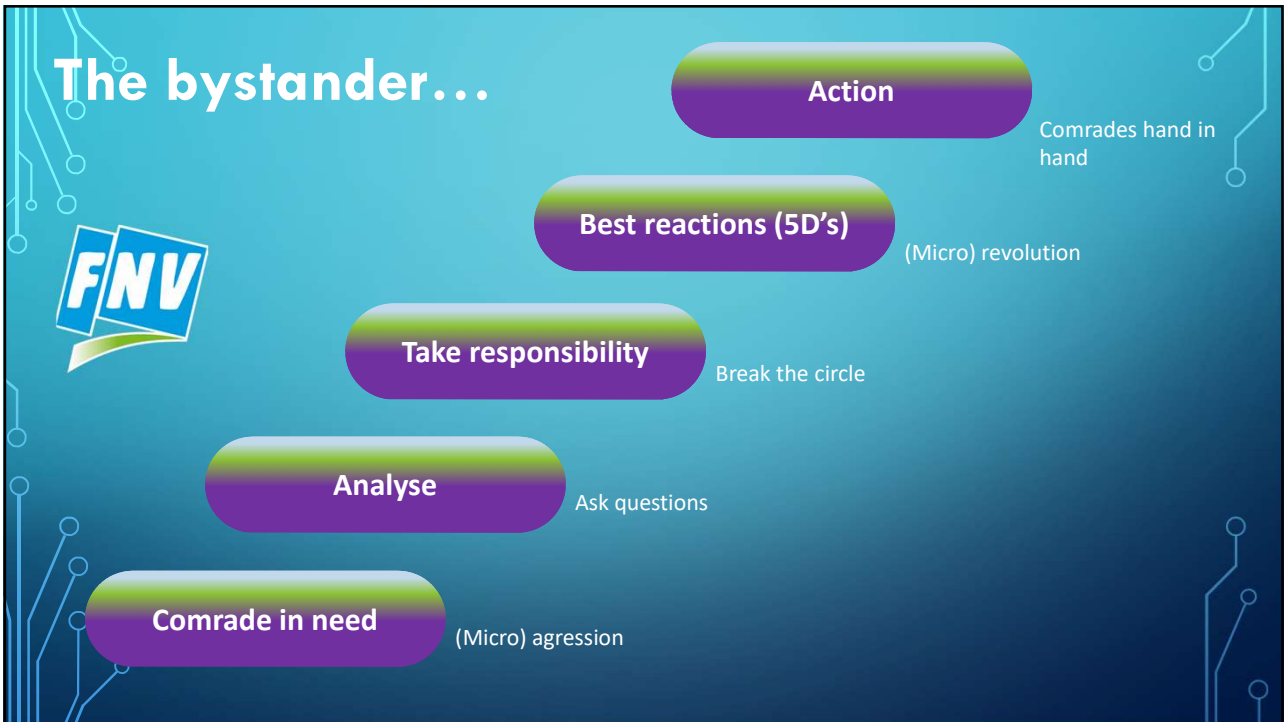 The bystander...
Action
Comrades hand in
hand
Best reactions (5D's)
(Micro) revolution
FNV
Take responsibility
Break the circle
Analyse
Ask questions
Comrade in need
(Micro) agression